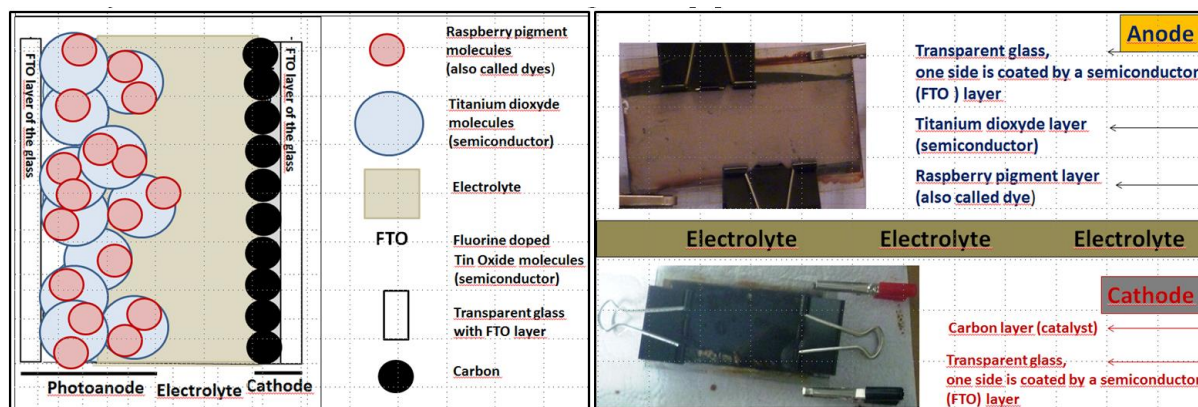 FTO layer of the glass
FTO layer of the glass
Photoanode
Electrolyte
Cathode
Raspberry pigment
molecules
(also called dyes)
Titanium dioxyde
molecules
(semiconductor)
Electrolyte
FTO
Fluorine doped
Tin Oxide molecules
(semiconductor)
Transparent glass
with FTO layer
Carbon
Anode
Transparent glass,
one side is coated by a semiconductor
(FTO ) layer
Titanium dioxide layer
(semiconductor)
Raspberry pigment layer
(also called dye)
Electrolyte Electrolyte Electrolyte
Cathode
Carbon layer (catalyst)
Transparent glass,
one side is coated by a semiconductor
(FTO) layer